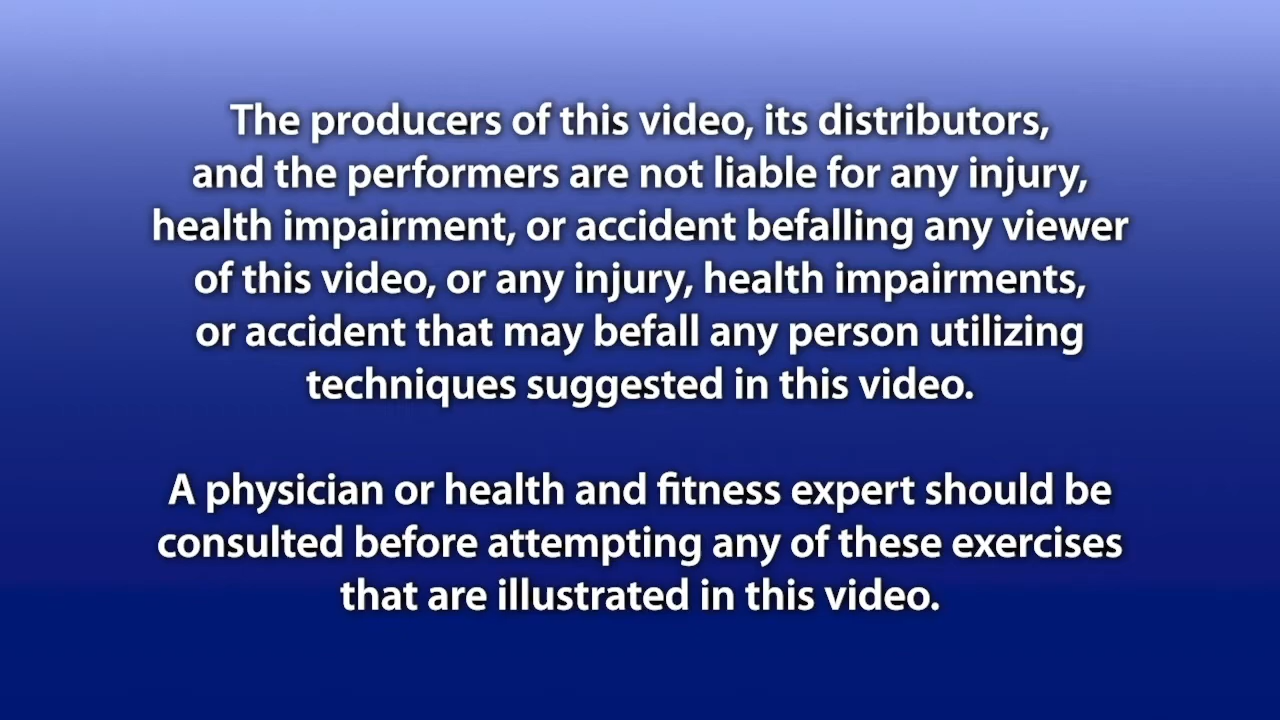 The producers of this video, its distributors,
and the performers are not liable for any injury,
health impairment, or accident befalling any viewer
of this video, or any injury, health impairments,
or accident that may befall any person utilizing
techniques suggested in this video.
A physician or health and fitness expert should be
consulted before attempting any of these exercises
that are illustrated in this video.